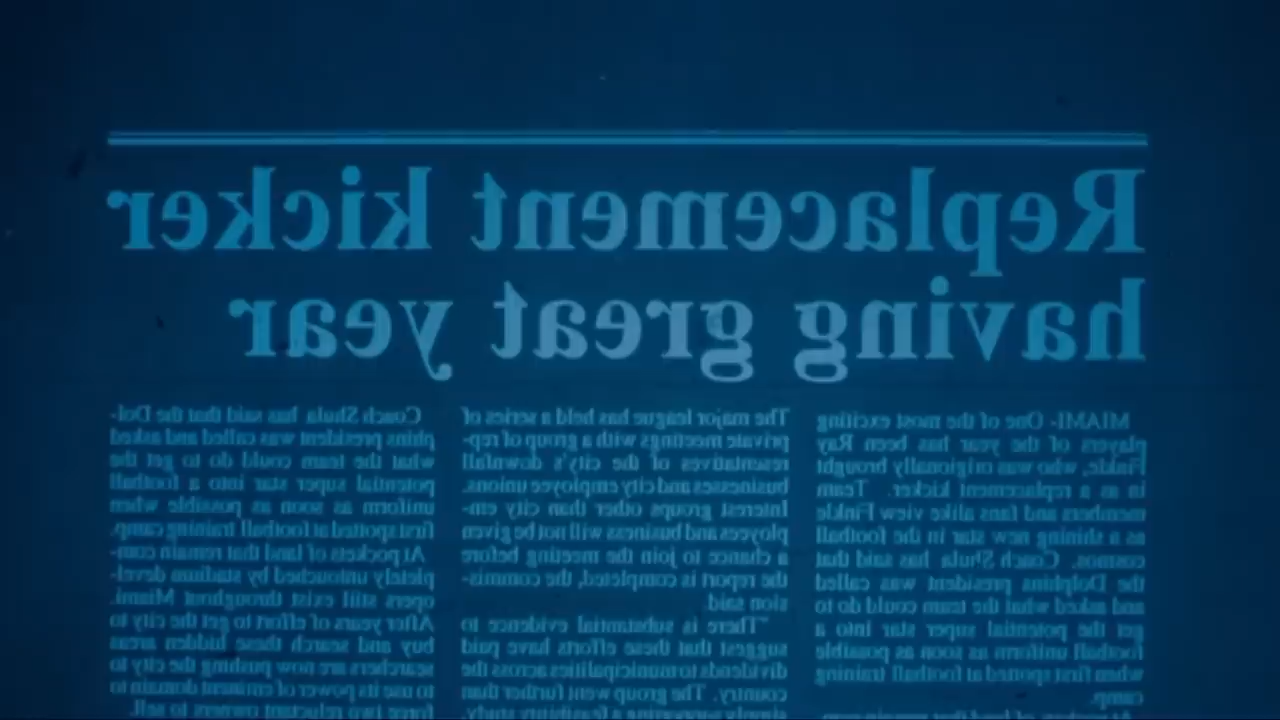 Replacement kicker
having great year
MIAMI- One of the most exciting
players of the year has been Ray
Finkle, who was originally brought
in as a replacement kicker. Team
members and fans alike view Finkle
as a shining new star in the football
cosmos. Coach Shula has said that
the Dolphins president was called
and asked what the team could do to
get the potential super star into a
football uniform as soon as possible
when first spotted at football training
camp.
The major league has held a series of
private meetings with a group of rep-
resentatives of the city's downfall
businesses and city employee unions.
Interest groups other than city em-
ployees and business will not be given
a chance to join the meeting before
the report is completed, the commis-
sion said.
"There is substantial evidence to
suggest that these efforts have paid
dividends to municipalities across the
country. The group went further than
simply suggesting a feasibility study.
Coach Shula has said that the Dol-
phins president was called and asked
what the team could do to get the
potential super star into a football
uniform as soon as possible when
first spotted at football training camp.
At pockets of land that remain com-
pletely untouched by stadium devel-
opers still exist throughout Miami.
After years of effort to get the city to
buy and search these hidden areas
searchers are now pushing the city to
to use its power of eminent domain to
force two reluctant owners to sell.